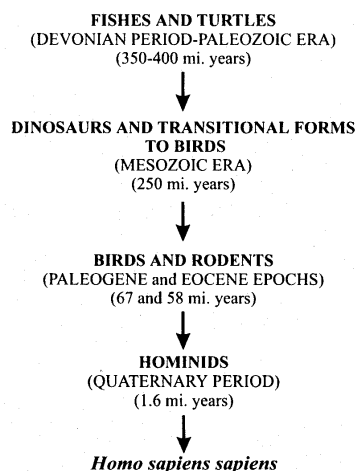 FISHES AND TURTLES
(DEVONIAN PERIOD-PALEOZOIC ERA)
(350-400 mi. years)
DINOSAURS AND TRANSITIONAL FORMS
TO BIRDS
(MESOZOIC ERA)
(250 mi. years)
BIRDS AND RODENTS
(PALEOGENE and EOCENE EPOCHS)
(67 and 58 mi. years)
HOMINIDS
(QUATERNARY PERIOD)
(1.6 mi. years)
Homo sapiens sapiens